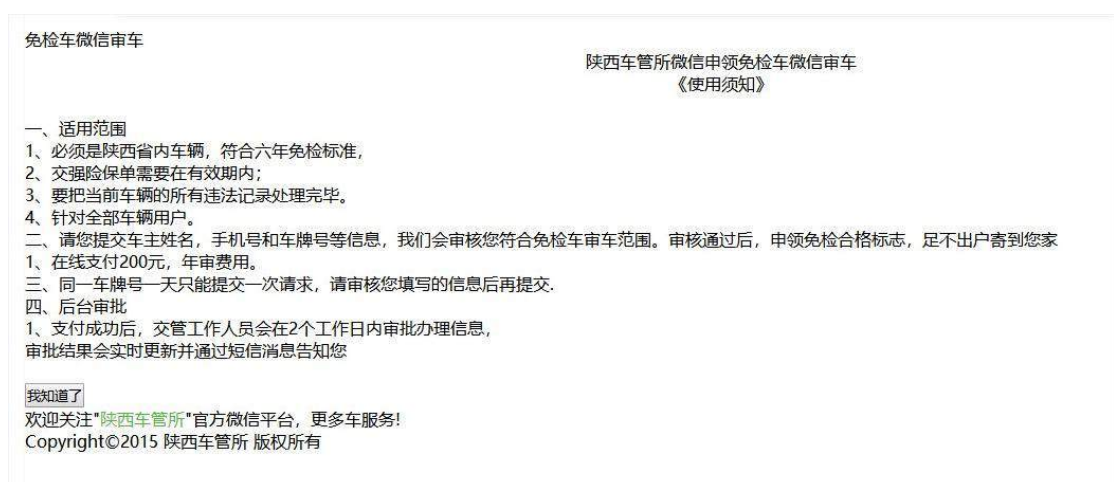 免检车微信审车
陕西车管所微信申领免检车微信审车
《使用须知》
一、适用范围
1、必须是陕西省内车辆，符合六年免检标准，
2、交强险保单需要在有效期内；
3、要把当前车辆的所有违法记录处理完毕。
4、针对全部车辆用户。
二、请您提交车主姓名，手机号和车牌号等信息，我们会审核您符合免检车审车范围。审核通过后，申领免检合格标志，足不出户寄到您家
1、在线支付200元，年审费用。
三、同一车牌号一天只能提交一次请求，请审核您填写的信息后再提交.
四、后台审批
1、支付成功后，交管工作人员会在2个工作日内审批办理信息，
审批结果会实时更新并通过短信消息告知您
我知道了
欢迎关注"陕西车管所"官方微信平台，更多车服务!
Copyright©2015 陕西车管所 版权所有